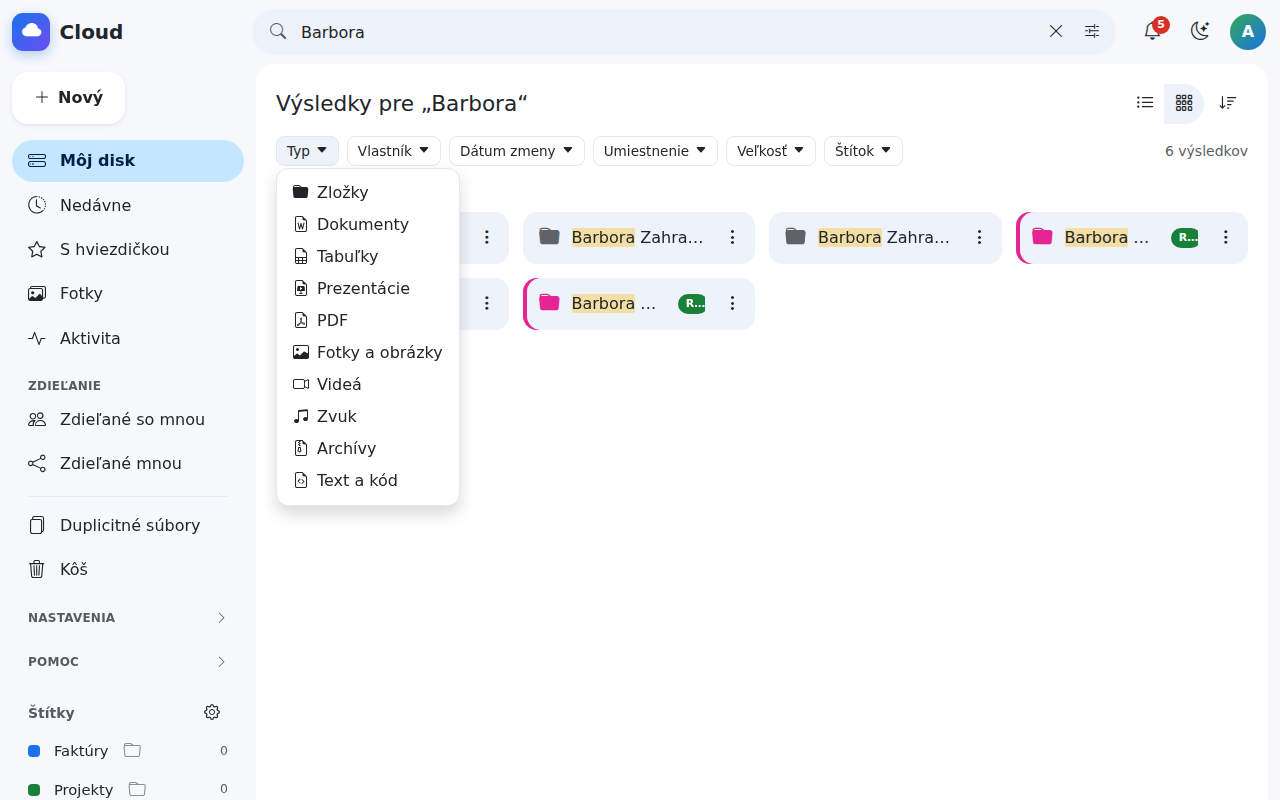 Cloud
Barbora
5
A
Nový
Výsledky pre „Barbora“
Typ
Vlastník
Dátum zmeny
Umiestnenie
Veľkosť
Štítok
6 výsledkov
Môj disk
Nedávne
S hviezdičkou
Fotky
Aktivita
ZDIEĽANIE
Zdieľané so mnou
Zdieľané mnou
Duplicitné súbory
Kôš
NASTAVENIA
POMOC
Štítky
Faktúry 0
Projekty 0
Zložky
Dokumenty
Tabuľky
Prezentácie
PDF
Fotky a obrázky
Videá
Zvuk
Archívy
Text a kód
Barbora Zahra...
Barbora Zahra...
Barbora ... R...
Barbora ... R...